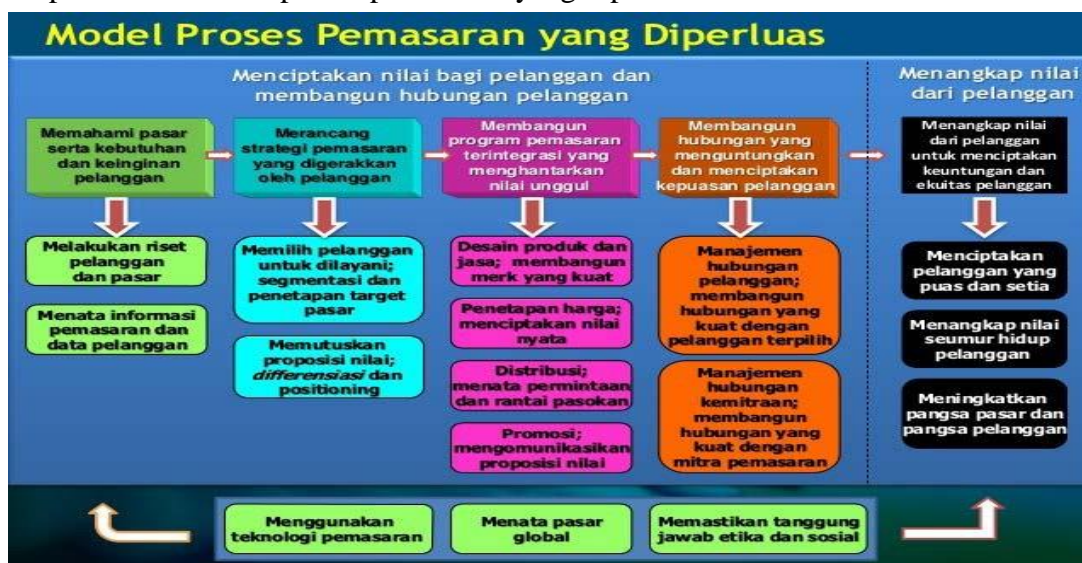 Model Proses Pemasaran yang Diperluas
Menciptakan nilai bagi pelanggan dan
membangun hubungan pelanggan
Menangkap nilai
dari pelanggan
Memahami pasar
serta kebutuhan
dan keinginan
pelanggan
Merancang
strategi pemasaran
yang digerakkan
oleh pelanggan
Membangun
program pemasaran
terintegrasi yang
menghantarkan
nilai unggul
Membangun
hubungan yang
menguntungkan
dan menciptakan
kepuasan pelanggan
Menangkap nilai
dari pelanggan
untuk menciptakan
keuntungan dan
ekuitas pelanggan
Melakukan riset
pelanggan
dan pasar
Menata informasi
pemasaran dan
data pelanggan
Memilih pelanggan
untuk dilayani;
segmentasi dan
penetapan target
pasar
Memutuskan
proposisi nilai;
differensiasi dan
positioning
Desain produk dan
jasa; membangun
merk yang kuat
Penetapan harga;
menciptakan nilai
nyata
Distribusi;
menata permintaan
dan rantai pasokan
Promosi;
mengomunikasikan
proposisi nilai
Manajemen
hubungan
pelanggan;
membangun
hubungan yang
kuat dengan
pelanggan terpilih
Manajemen
hubungan
kemitraan;
membangun
hubungan yang
kuat dengan
mitra pemasaran
Menciptakan
pelanggan yang
puas dan setia
Menangkap nilai
seumur hidup
pelanggan
Meningkatkan
pangsa pasar dan
pangsa pelanggan
Menggunakan
teknologi pemasaran
Menata pasar
global
Memastikan tanggung
jawab etika dan sosial